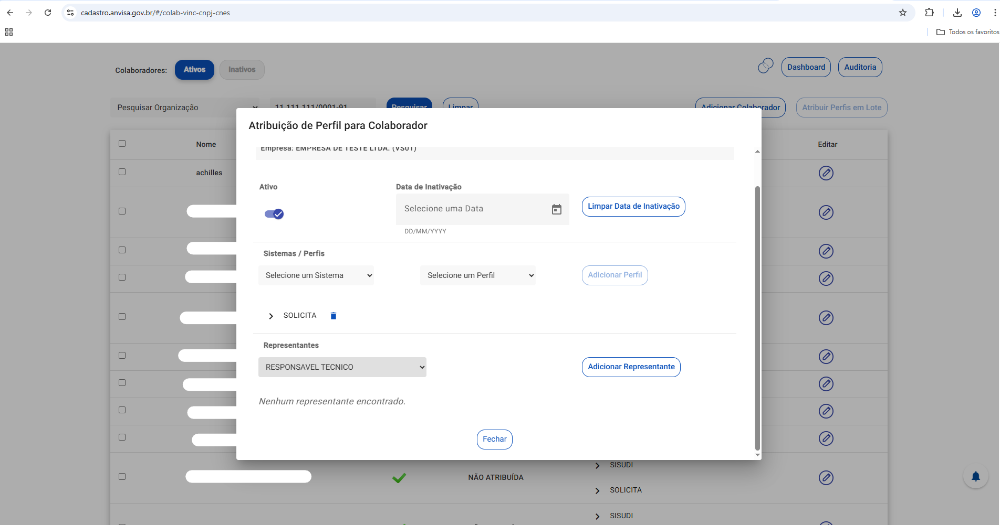 cadastro.anvisa.gov.br/#/colab-vinc-cnpj-cnes
Todos os favoritos
Colaboradores:
Ativos
Inativos
Dashboard
Auditoria
Pesquisar Organização
11.111.111/0001-91
Pesquisar
Limpar
Adicionar Colaborador
Atribuir Perfis em Lote
Atribuição de Perfil para Colaborador
Nome
Editar
Empresa: EMPRESA DE TESTE LTDA. (VS01)
achilles
Ativo
Data de Inativação
Selecione uma Data
Limpar Data de Inativação
DD/MM/YYYY
Sistemas / Perfis
Selecione um Sistema
Selecione um Perfil
Adicionar Perfil
SOLICITA
Representantes
RESPONSAVEL TECNICO
Adicionar Representante
Nenhum representante encontrado.
Fechar
SISUDI
NÃO ATRIBUÍDA
SOLICITA
SISUDI